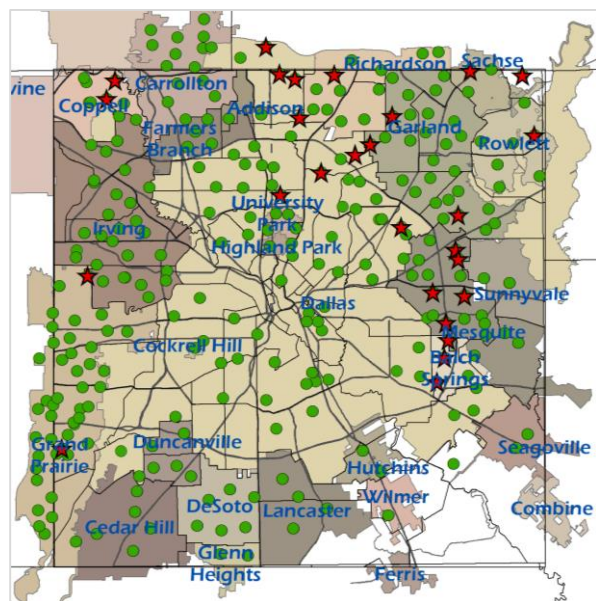 Richardson
Sachse
vine
Carrollton
Coppell
Addison
Farmers
Branch
Garland
Rowlett
University
Park
Irving
Highland Park
Dallas
Sunnyvale
Mesquite
Cockrell Hill
Balch
Springs
Grand
Prairie
Duncanville
Seagoville
Hutchins
DeSoto
Lancaster
Wilmer
Combine
Cedar Hill
Glenn
Heights
Ferris